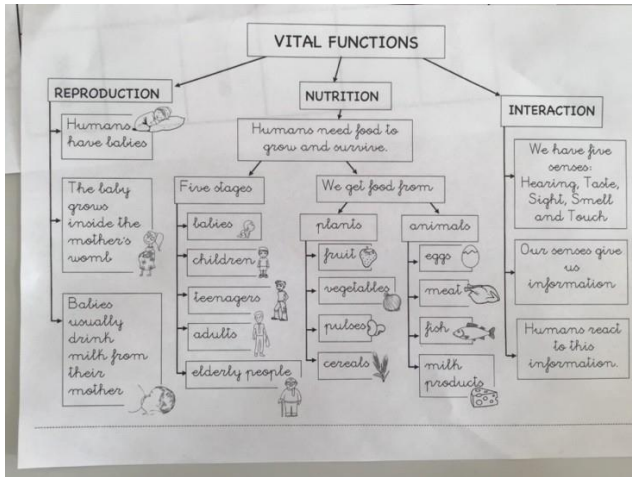 VITAL FUNCTIONS
REPRODUCTION
Humans
have babies
The baby
grows
inside the
mother's
womb
Babies
usually
drink
milk from
their
mother
NUTRITION
Humans need food to
grow and survive.
Five stages
babies
children
teenagers
adults
elderly people
We get food from
plants
fruit
vegetables
pulses
cereals
animals
eggs
meat
fish
milk
products
INTERACTION
We have five
senses:
Hearing, Taste,
Sight, Smell
and Touch
Our senses give
us
information
Humans react
to this
information.